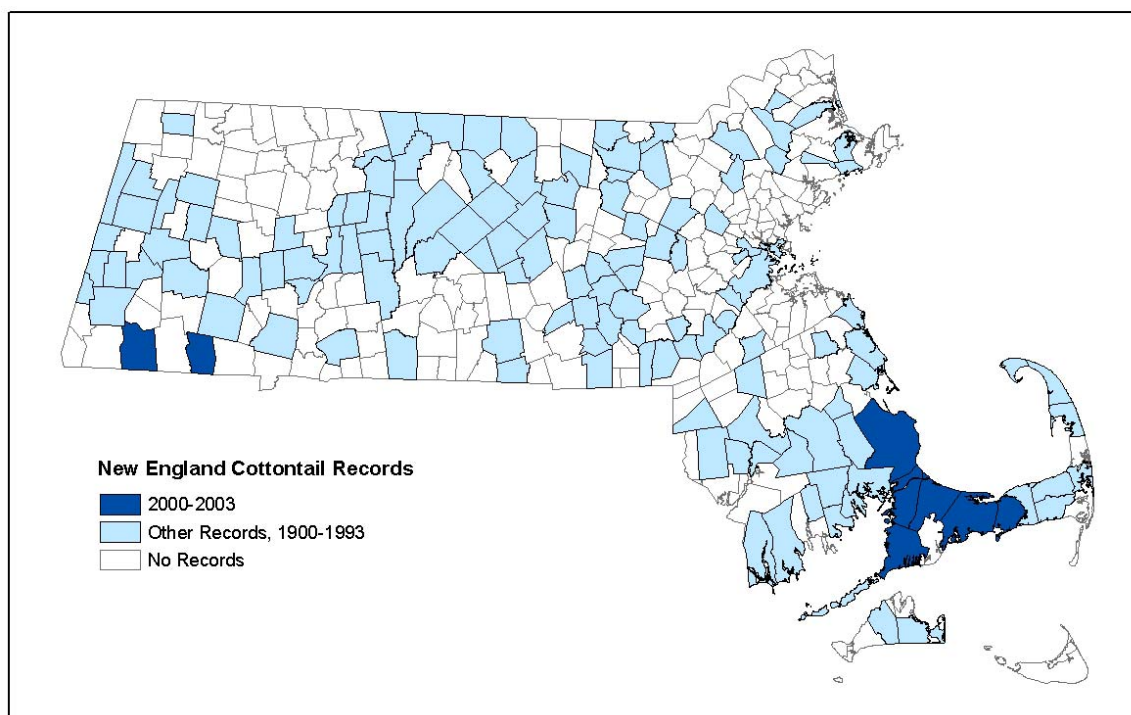 New England Cottontail Records
2000-2003
Other Records, 1900-1993
No Records